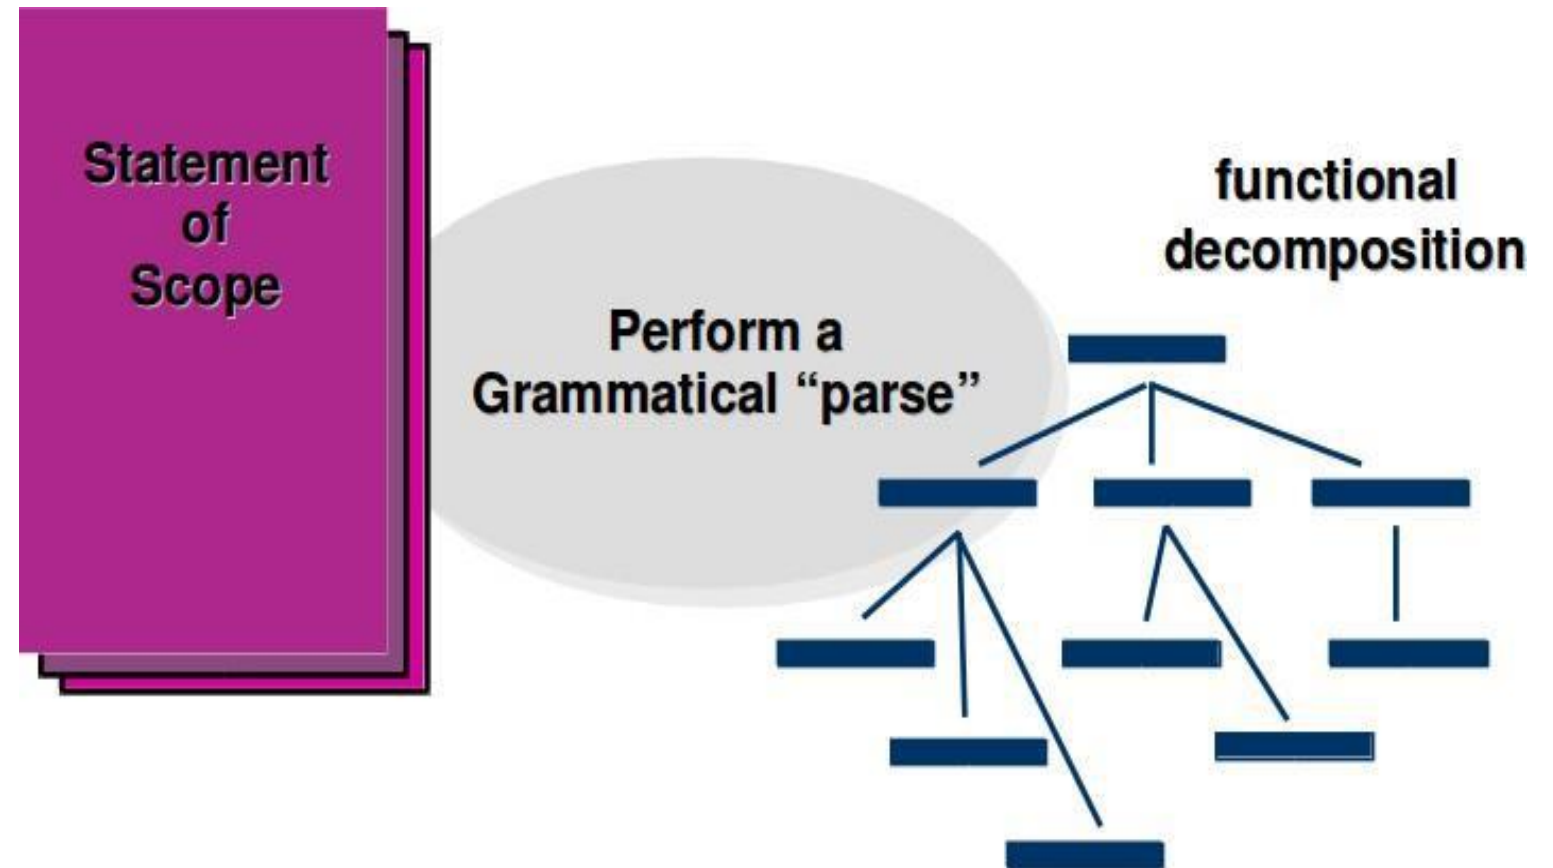 Statement
of
Scope
Perform a
Grammatical “parse”
functional
decomposition